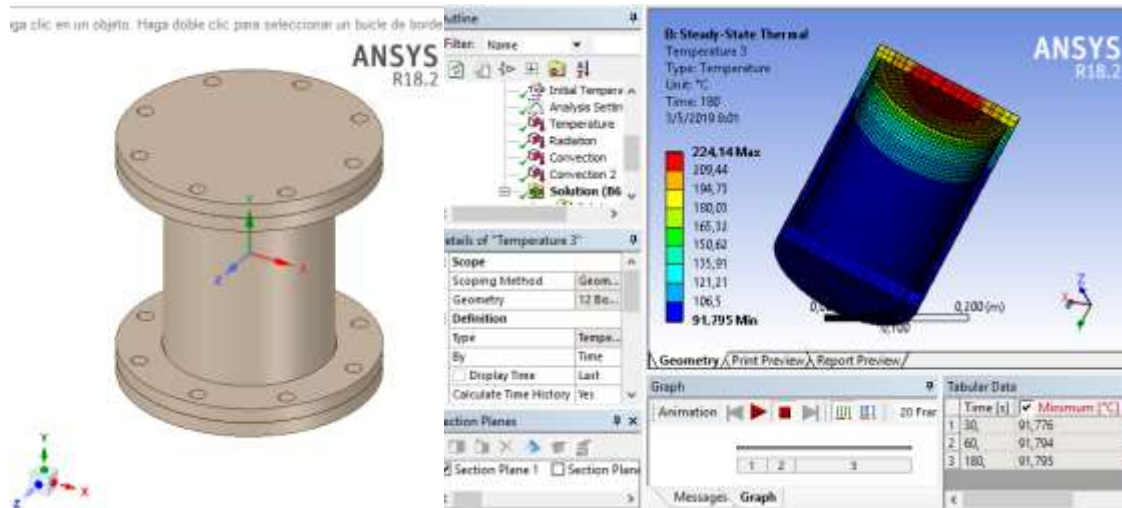 ga clic en un objeto. Haga doble clic para seleccionar un bucle de borde
ANSYS
R18.2
Y
X
Z
Y
X
Z
Outline
Filter: Name
Initial Tempera
Analysis Settin
Temperature
Radiation
Convection
Convection 2
Solution (B6
etails of "Temperature 3"
Scope
Scoping Method Geom...
Geometry 12 Bo...
Definition
Type Tempe...
By Time
Display Time Last
Calculate Time History Yes
ection Planes
Section Plane 1 Section Plane
B: Steady-State Thermal
Temperature 3
Type: Temperature
Unit: °C
Time: 180
3/5/2019 8:01
ANSYS
R18.2
224,14 Max
209,44
194,73
180,03
165,32
150,62
135,91
121,21
106,5
91,795 Min
0,200 (m)
0,100
Z
X
Geometry Print Preview Report Preview
Graph
Animation 20 Frar
1 2 3
Messages Graph
Tabular Data
Time [s] Minimum [°C]
1 30, 91,776
2 60, 91,794
3 180, 91,795